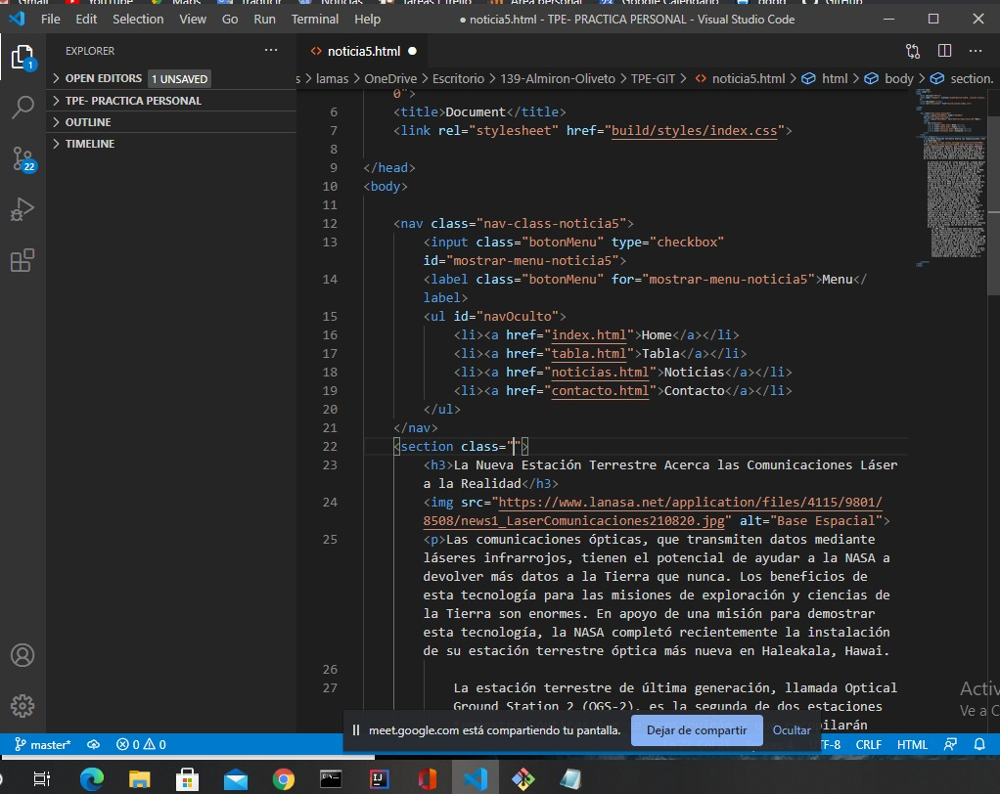 Gmail YouTube Maps Traducir Noticias Área personal Google Calendario GitHub
File Edit Selection View Go Run Terminal Help
● noticia5.html - TPE- PRACTICA PERSONAL - Visual Studio Code
EXPLORER ···
OPEN EDITORS 1 UNSAVED
TPE- PRACTICA PERSONAL
OUTLINE
TIMELINE
1
22
<> noticia5.html ●
s > lamas > OneDrive > Escritorio > 139-Almiron-Oliveto > TPE-GIT > <> noticia5.html > html > body > section.
0">
6 <title>Document</title>
7 <link rel="stylesheet" href="build/styles/index.css">
8
9 </head>
10 <body>
11
12 <nav class="nav-class-noticia5">
13 <input class="botonMenu" type="checkbox"
id="mostrar-menu-noticia5">
14 <label class="botonMenu" for="mostrar-menu-noticia5">Menu</
label>
15 <ul id="navOculto">
16 <li><a href="index.html">Home</a></li>
17 <li><a href="tabla.html">Tabla</a></li>
18 <li><a href="noticias.html">Noticias</a></li>
19 <li><a href="contacto.html">Contacto</a></li>
20 </ul>
21 </nav>
22 <section class="">
23 <h3>La Nueva Estación Terrestre Acerca las Comunicaciones Láser
a la Realidad</h3>
24 <img src="https://www.lanasa.net/application/files/4115/9801/
8508/news1_LaserComunicaciones210820.jpg" alt="Base Espacial">
25 <p>Las comunicaciones ópticas, que transmiten datos mediante
láseres infrarrojos, tienen el potencial de ayudar a la NASA a
devolver más datos a la Tierra que nunca. Los beneficios de
esta tecnología para las misiones de exploración y ciencias de
la Tierra son enormes. En apoyo de una misión para demostrar
esta tecnología, la NASA completó recientemente la instalación
de su estación terrestre óptica más nueva en Haleakala, Hawai.
26
27 La estación terrestre de última generación, llamada Optical
Ground Station 2 (OGS-2), es la segunda de dos estaciones
pilarán
Activ
Ve a C
meet.google.com está compartiendo tu pantalla. Dejar de compartir Ocultar
master* 0 0 TF-8 CRLF HTML